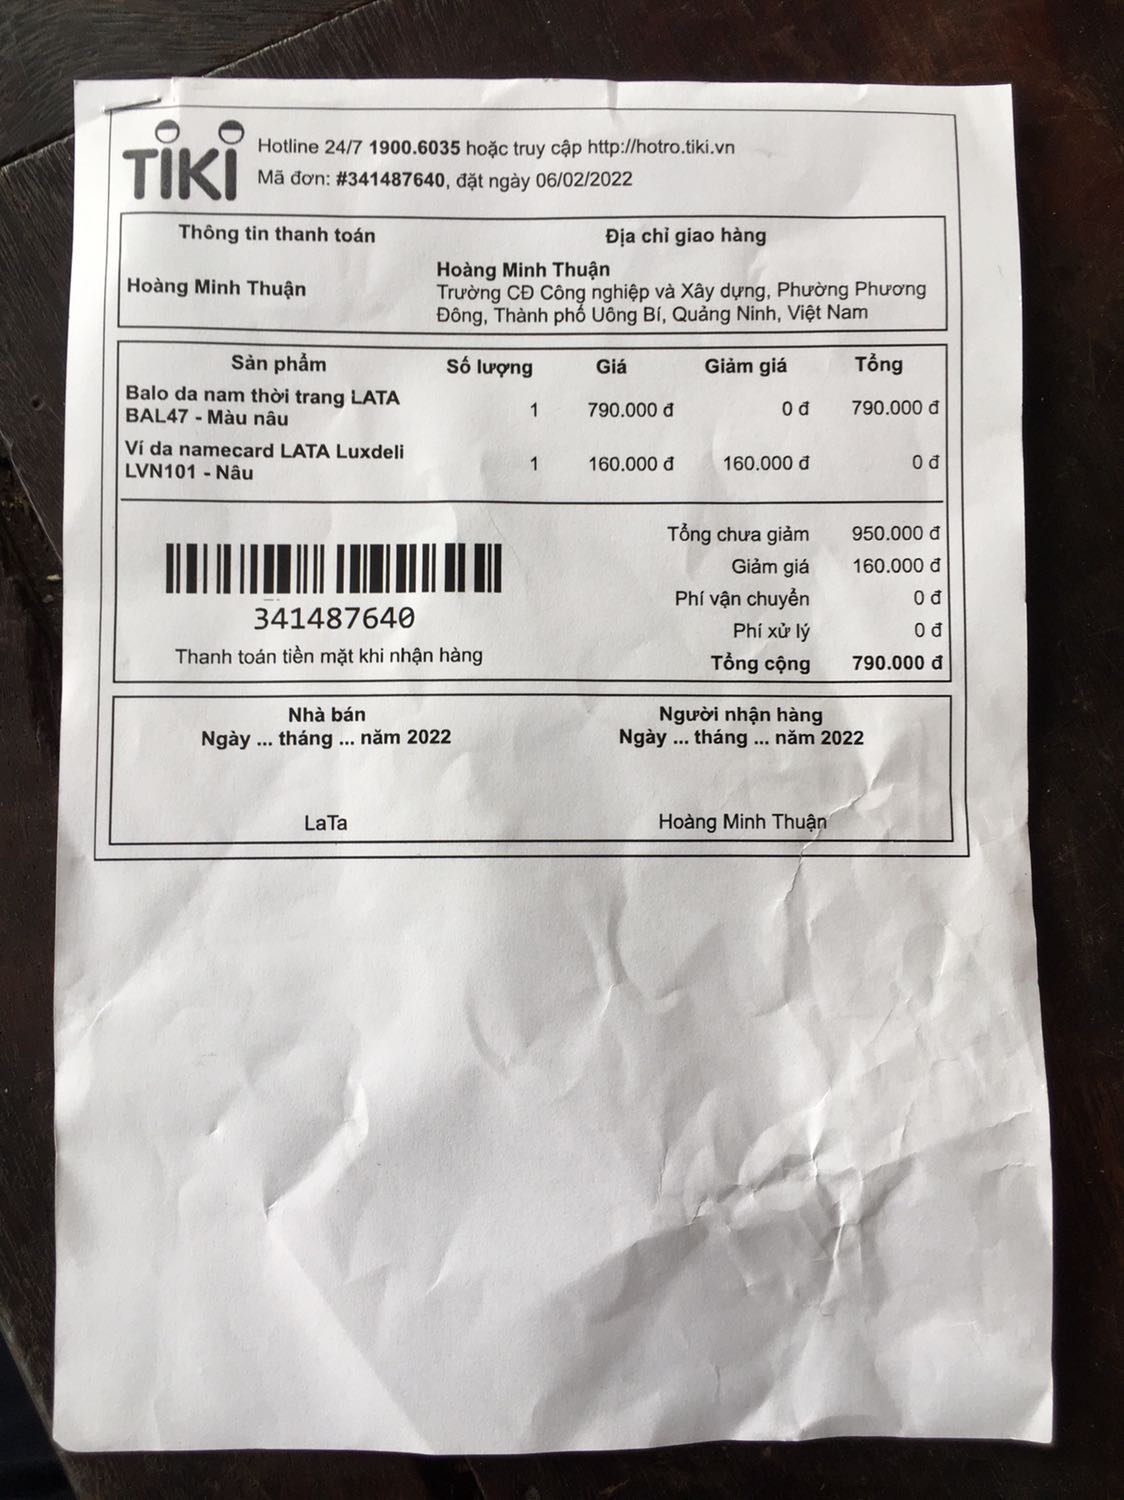 TIKI
Hotline 24/7 1900.6035 hoặc truy cập http://hotro.tiki.vn
Mã đơn: #341487640, đặt ngày 06/02/2022
Thông tin thanh toán Địa chỉ giao hàng
Hoàng Minh Thuận
Hoàng Minh Thuận
Trường CĐ Công nghiệp và Xây dựng, Phường Phương
Đông, Thành phố Uông Bí, Quảng Ninh, Việt Nam
Sản phẩm Số lượng Giá Giảm giá Tổng
Balo da nam thời trang LATA
BAL47 - Màu nâu 1 790.000 đ 0 đ 790.000 đ
Ví da namecard LATA Luxdeli
LVN101 - Nâu 1 160.000 đ 160.000 đ 0 đ
Tổng chưa giảm 950.000 đ
Giảm giá 160.000 đ
Phí vận chuyển 0 đ
Phí xử lý 0 đ
Tổng cộng 790.000 đ
341487640
Thanh toán tiền mặt khi nhận hàng
Nhà bán Người nhận hàng
Ngày ... tháng ... năm 2022 Ngày ... tháng ... năm 2022
LaTa Hoàng Minh Thuận